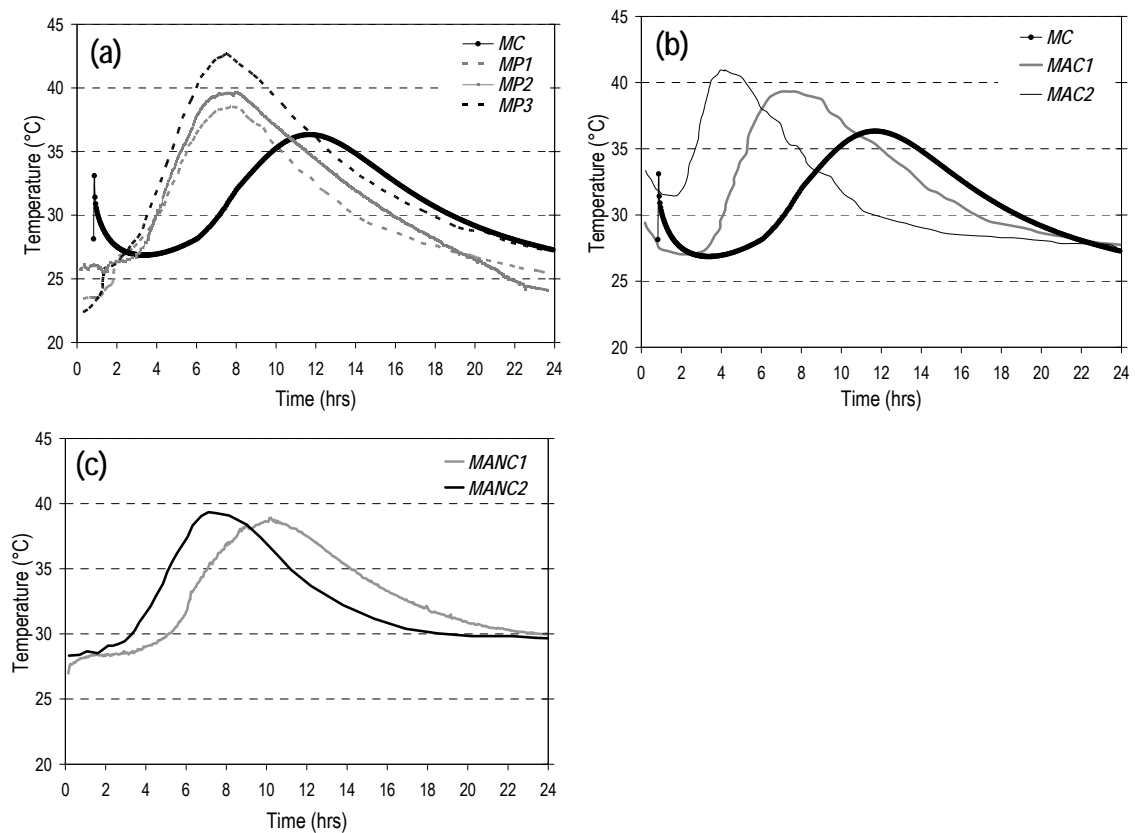 (a)
MC
MP1
MP2
MP3
45
40
35
30
25
20
Temperature (°C)
0 2 4 6 8 10 12 14 16 18 20 22 24
Time (hrs)
(b)
MC
MAC1
MAC2
45
40
35
30
25
20
Temperature (°C)
0 2 4 6 8 10 12 14 16 18 20 22 24
Time (hrs)
(c)
MANC1
MANC2
45
40
35
30
25
20
Temperature (°C)
0 2 4 6 8 10 12 14 16 18 20 22 24
Time (hrs)